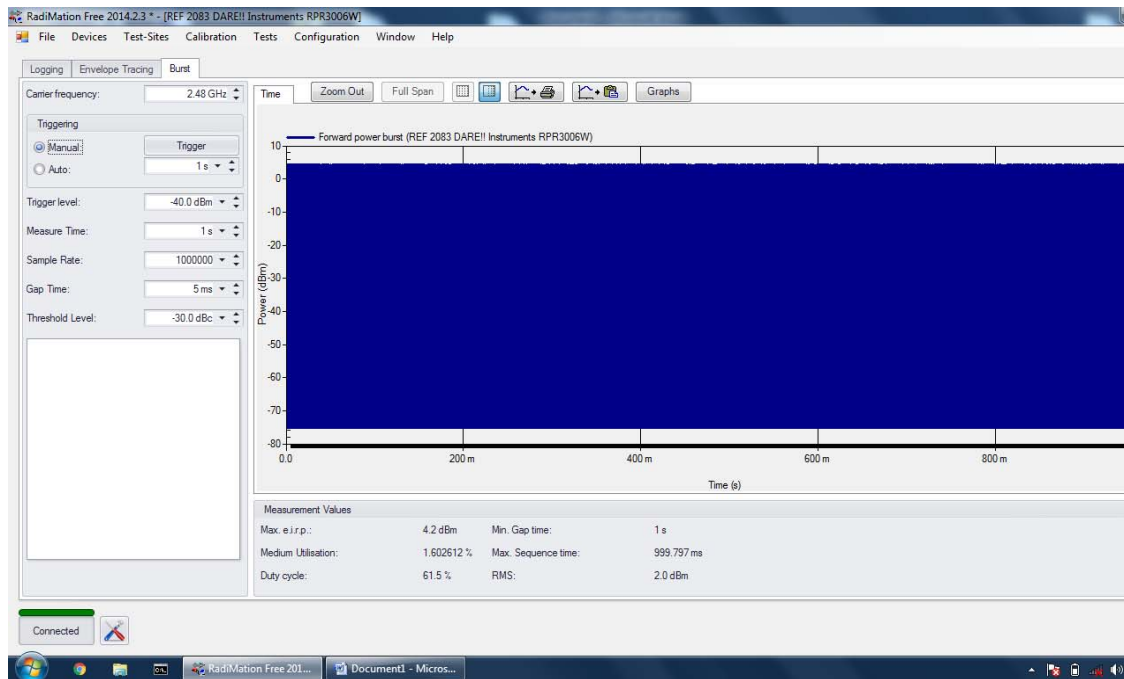 RadiMation Free 2014.2.3 * - [REF 2083 DARE!! Instruments RPR3006W]
File Devices Test-Sites Calibration Tests Configuration Window Help
Logging Envelope Tracing Burst
Carrier frequency: 2.48 GHz
Triggering
Manual: Trigger
Auto: 1 s
Trigger level: -40.0 dBm
Measure Time: 1 s
Sample Rate: 1000000
Gap Time: 5 ms
Threshold Level: -30.0 dBc
Time Zoom Out Full Span Graphs
Forward power burst (REF 2083 DARE!! Instruments RPR3006W)
Power (dBm)
10
0
-10
-20
-30
-40
-50
-60
-70
-80
0.0 200 m 400 m 600 m 800 m
Time (s)
Measurement Values
Max. e.i.r.p.: 4.2 dBm Min. Gap time: 1 s
Medium Utilisation: 1.602612 % Max. Sequence time: 999.797 ms
Duty cycle: 61.5 % RMS: 2.0 dBm
Connected
RadiMation Free 201... Document1 - Micros...